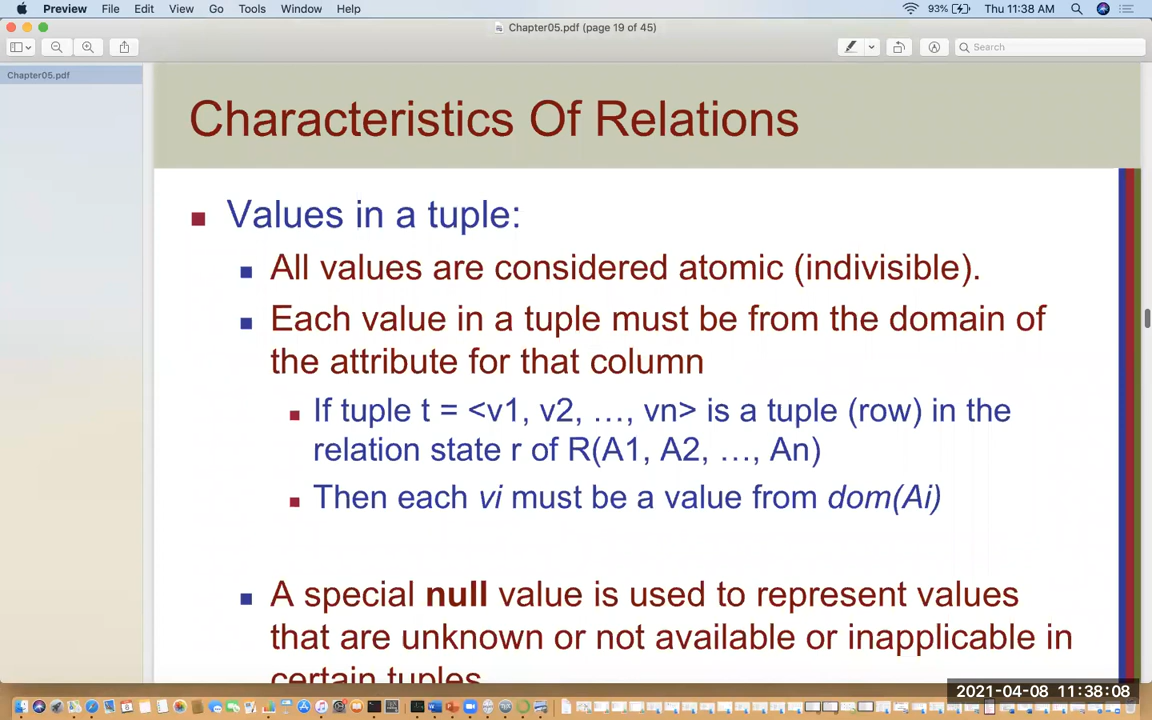 Preview File Edit View Go Tools Window Help 93% Thu 11:38 AM
Chapter05.pdf (page 19 of 45)
Search
Chapter05.pdf
Characteristics Of Relations
Values in a tuple:
All values are considered atomic (indivisible).
Each value in a tuple must be from the domain of
the attribute for that column
If tuple t = <v1, v2, …, vn> is a tuple (row) in the
relation state r of R(A1, A2, …, An)
Then each vi must be a value from dom(Ai)
A special null value is used to represent values
that are unknown or not available or inapplicable in
certain tuples
2021-04-08 11:38:08